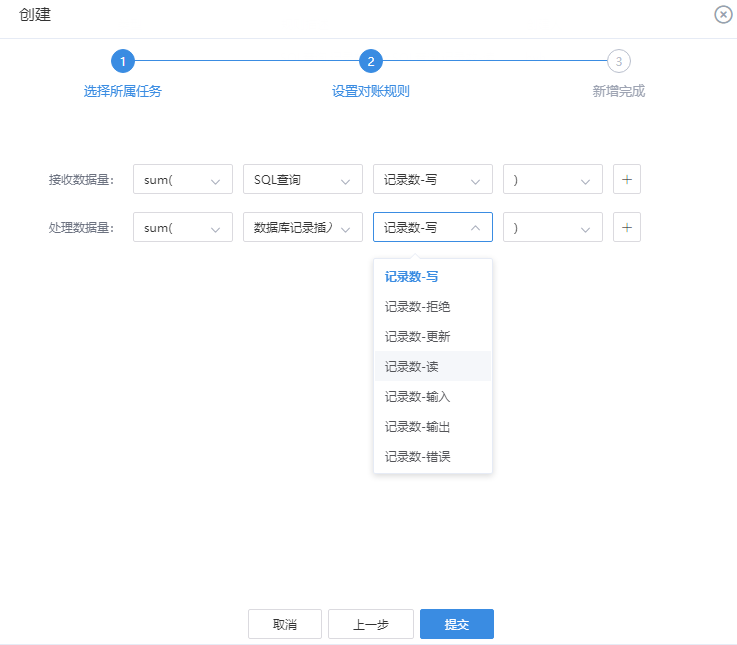 创建
1 2 3
选择所属任务 设置对账规则 新增完成
接收数据量： sum( SQL查询 记录数-写 ) +
处理数据量： sum( 数据库记录插入 记录数-写 ) +
记录数-写
记录数-拒绝
记录数-更新
记录数-读
记录数-输入
记录数-输出
记录数-错误
取消 上一步 提交